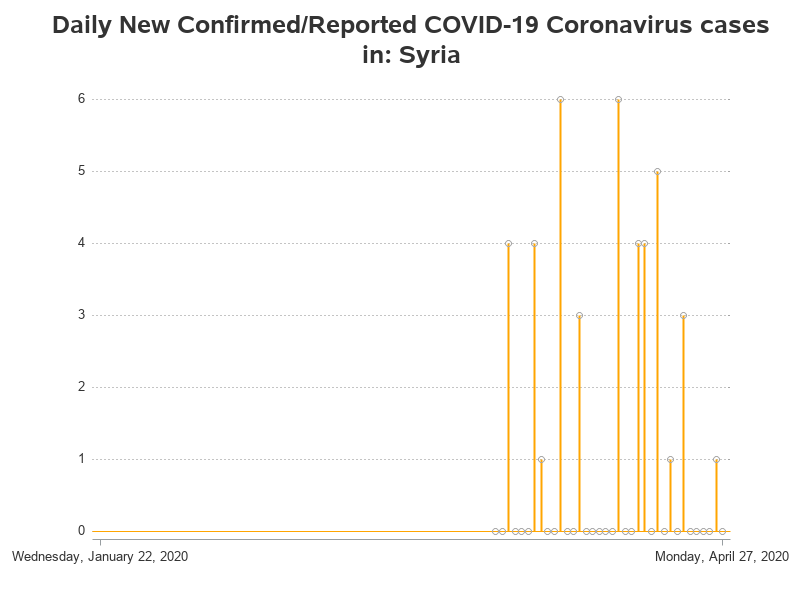 Daily New Confirmed/Reported COVID-19 Coronavirus cases
in: Syria
6
5
4
3
2
1
0
Wednesday, January 22, 2020
Monday, April 27, 2020